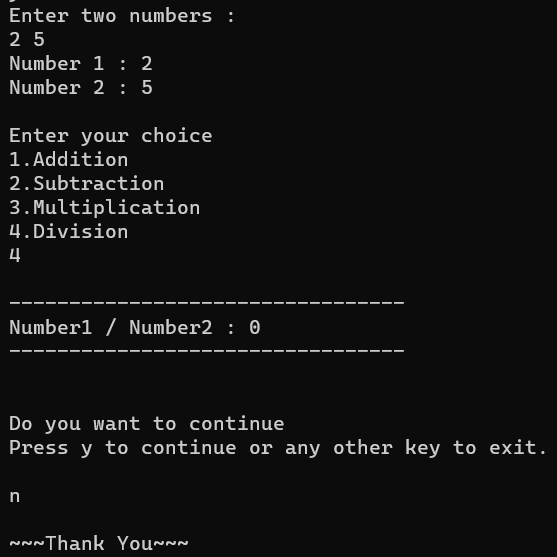 Enter two numbers :
2 5
Number 1 : 2
Number 2 : 5
Enter your choice
1.Addition
2.Subtraction
3.Multiplication
4.Division
4
---------------------------------
Number1 / Number2 : 0
---------------------------------
Do you want to continue
Press y to continue or any other key to exit.
n
~~~Thank You~~~